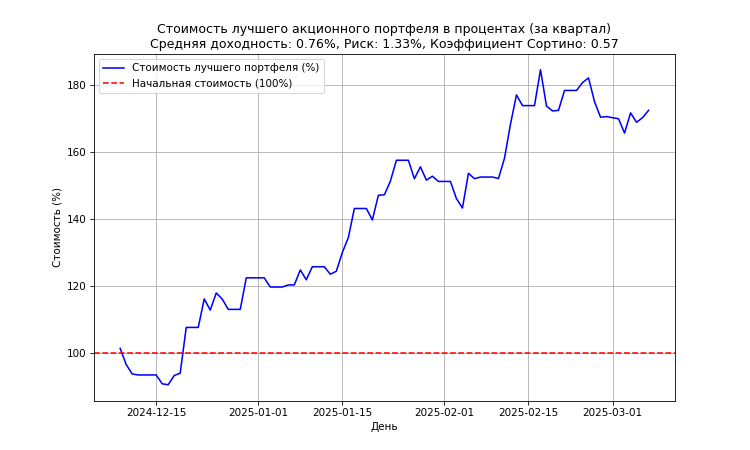 Стоимость лучшего акционного портфеля в процентах (за квартал)
Средняя доходность: 0.76%, Риск: 1.33%, Коэффициент Сортино: 0.57
Стоимость лучшего портфеля (%)
Начальная стоимость (100%)
Стоимость (%)
180
160
140
120
100
2024-12-15 2025-01-01 2025-01-15 2025-02-01 2025-02-15 2025-03-01
День